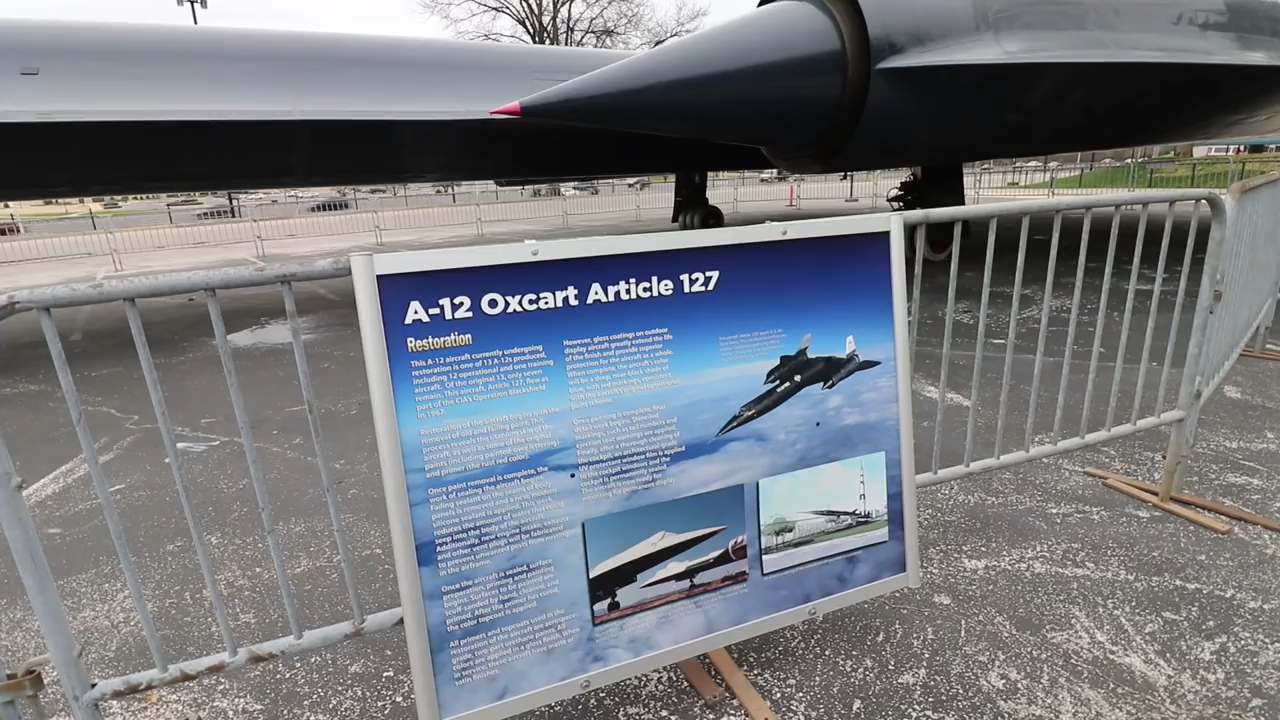 A-12 Oxcart Article 127
Restoration
This A-12 aircraft currently undergoing
restoration is one of 13 A-12s produced,
including 12 operational and one training
aircraft. Of the original 13, only seven
remain. This aircraft, Article 127, flew as
part of the CIA's Operation Blackshield
in 1967.
Restoration of the aircraft begins with the
removal of old and failing paint. This
process reveals the titanium skin of the
aircraft, as well as some of the original
paints (including painted-over lettering)
and primer (the rust red color).
Once paint removal is complete, the
work of sealing the aircraft begins.
Failing sealant on the seams of body
panels is removed and a new, modern
silicone sealant is applied. This work
reduces the amount of water that could
seep into the body of the aircraft.
Additionally, new engine intake, exhaust
and other vent plugs will be fabricated
to prevent unwanted pests from nesting
in the airframe.
Once the aircraft is sealed, surface
preparation, priming and painting
begins. Surfaces to be painted are
scuff-sanded by hand, cleaned, and
primed. After the primer has cured,
the color topcoat is applied.
All primers and topcoats used in the
restoration of the aircraft are aerospace-
grade, two-part urethane paints. All
colors are applied in a gloss finish. When
in service, these aircraft have matte or
satin finishes.
However, gloss coatings on outdoor
display aircraft greatly extend the life
of the finish and provide superior
protection for the aircraft as a whole.
When complete, the aircraft's color
will be a deep, near-black shade of
blue, with red markings, consistent
with the aircraft's original operational
paint scheme.
Once painting is complete, final
detail work begins. Stenciled
markings, such as tail numbers and
ejection seat warnings are applied.
Finally, after a thorough cleaning of
the cockpit, an architectural-grade
UV protectant window film is applied
to the cockpit windows and the
cockpit is permanently sealed.
The aircraft is now ready for
mounting for permanent display.